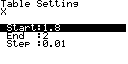 Table Setting
X
Start:1.8
End  :2
Step :0.01